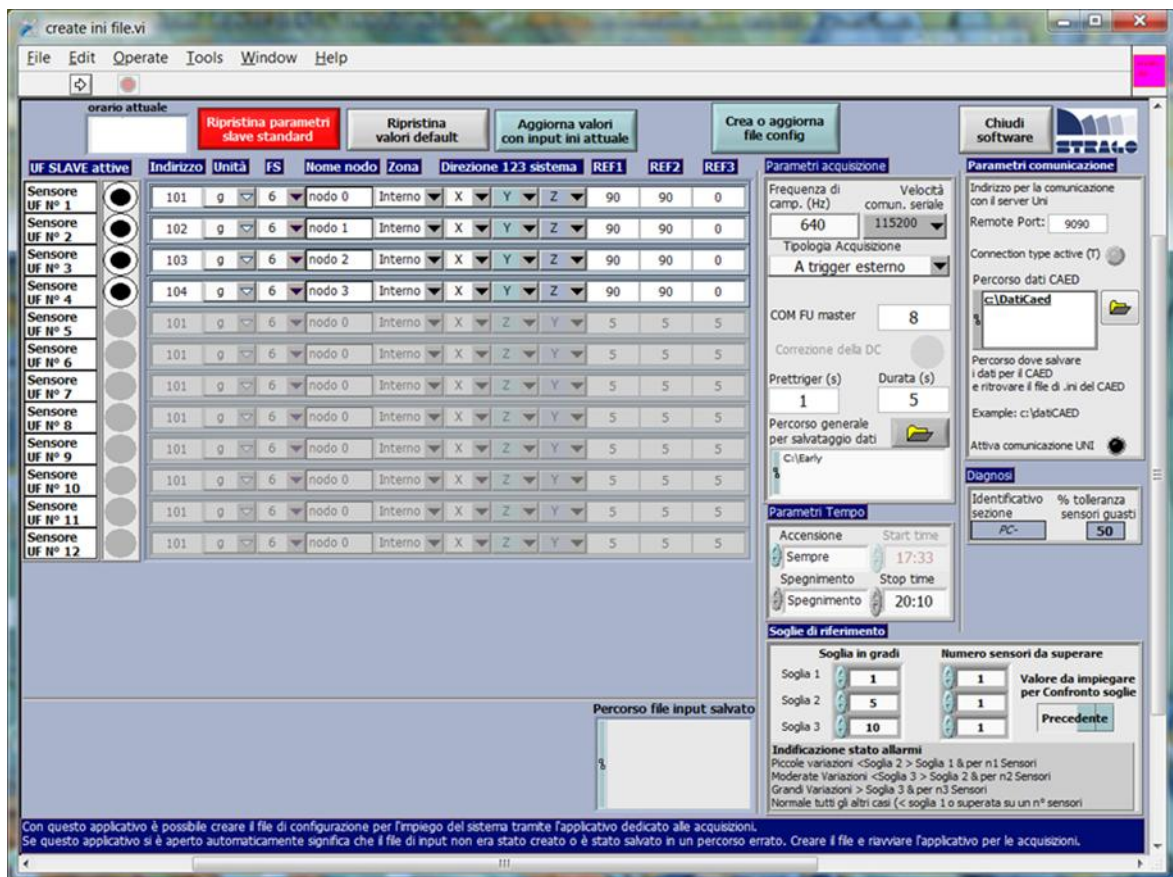 create ini file.vi
File Edit Operate Tools Window Help
orario attuale
Ripristina parametri
slave standard
Ripristina
valori default
Aggiorna valori
con input ini attuale
Crea o aggiorna
file config
Chiudi
software
STRAGO
UF SLAVE attive Indirizzo Unità FS Nome nodo Zona Direzione 123 sistema REF1 REF2 REF3
Sensore
UF Nº 1 101 g 6 nodo 0 Interno X Y Z 90 90 0
Sensore
UF Nº 2 102 g 6 nodo 1 Interno X Y Z 90 90 0
Sensore
UF Nº 3 103 g 6 nodo 2 Interno X Y Z 90 90 0
Sensore
UF Nº 4 104 g 6 nodo 3 Interno X Y Z 90 90 0
Sensore
UF Nº 5 101 g 6 nodo 0 Interno X Z Y 5 5 5
Sensore
UF Nº 6 101 g 6 nodo 0 Interno X Z Y 5 5 5
Sensore
UF Nº 7 101 g 6 nodo 0 Interno X Z Y 5 5 5
Sensore
UF Nº 8 101 g 6 nodo 0 Interno X Z Y 5 5 5
Sensore
UF Nº 9 101 g 6 nodo 0 Interno X Z Y 5 5 5
Sensore
UF Nº 10 101 g 6 nodo 0 Interno X Z Y 5 5 5
Sensore
UF Nº 11 101 g 6 nodo 0 Interno X Z Y 5 5 5
Sensore
UF Nº 12 101 g 6 nodo 0 Interno X Z Y 5 5 5
Parametri acquisizione
Frequenza di
camp. (Hz)
Velocità
comun. seriale
640 115200
Tipologia Acquisizione
A trigger esterno
COM FU master 8
Correzione della DC
Prettriger (s) Durata (s)
1 5
Percorso generale
per salvataggio dati
C:\Early
Parametri Tempo
Accensione Start time
Sempre 17:33
Spegnimento Stop time
Spegnimento 20:10
Parametri comunicazione
Indirizzo per la comunicazione
con il server Uni
Remote Port: 9090
Connection type active (T)
Percorso dati CAED
c:\DatiCaed
Percorso dove salvare
i dati per il CAED
e ritrovare il file di .ini del CAED
Example: c:\datiCAED
Attiva comunicazione UNI
Diagnosi
Identificativo
sezione
% tolleranza
sensori guasti
PC- 50
Soglie di riferimento
Soglia in gradi Numero sensori da superare
Soglia 1 1 1
Soglia 2 5 1
Soglia 3 10 1
Valore da impiegare
per Confronto soglie
Precedente
Indificazione stato allarmi
Piccole variazioni <Soglia 2 > Soglia 1 & per n1 Sensori
Moderate Variazioni <Soglia 3 > Soglia 2 & per n2 Sensori
Grandi Variazioni > Soglia 3 & per n3 Sensori
Normale tutti gli altri casi (< soglia 1 o superata su un n° sensori
Percorso file input salvato
Con questo applicativo è possibile creare il file di configurazione per l'impiego del sistema tramite l'applicativo dedicato alle acquisizioni.
Se questo applicativo si è aperto automaticamente significa che il file di input non era stato creato o è stato salvato in un percorso errato. Creare il file e riavviare l'applicativo per le acquisizioni.